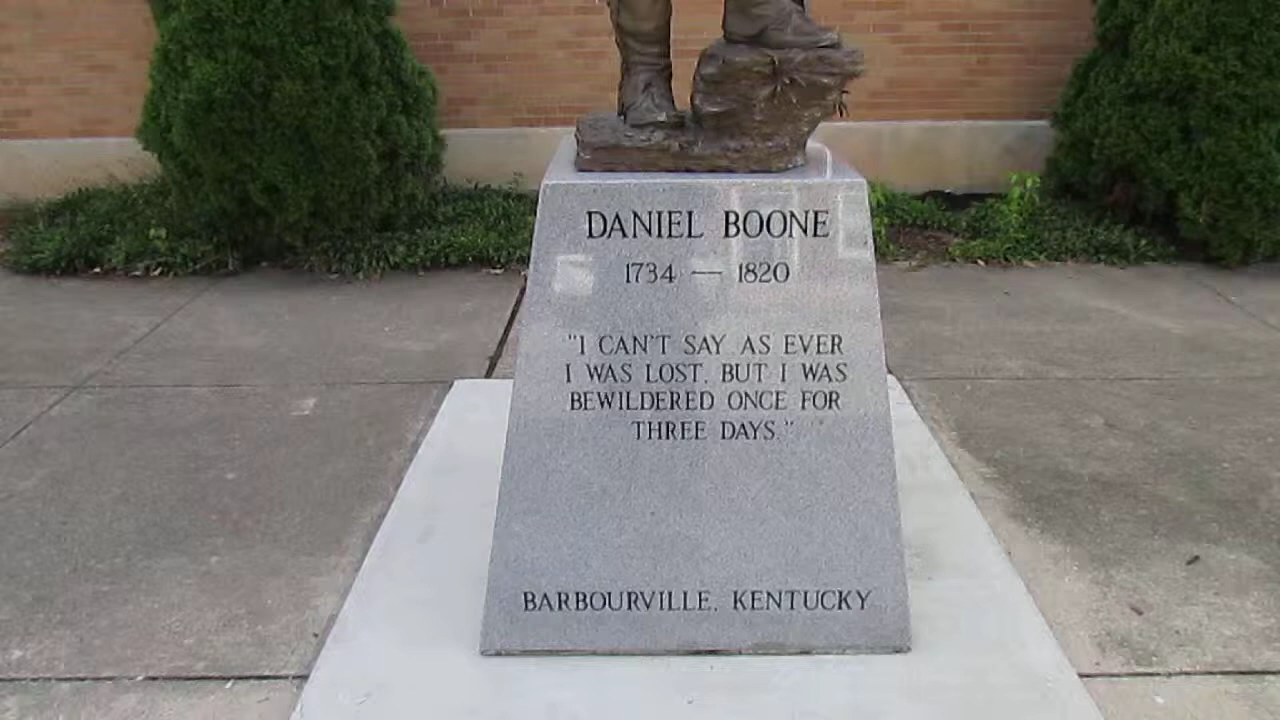 DANIEL BOONE
1734 — 1820
"I CAN'T SAY AS EVER
I WAS LOST, BUT I WAS
BEWILDERED ONCE FOR
THREE DAYS."
BARBOURVILLE, KENTUCKY